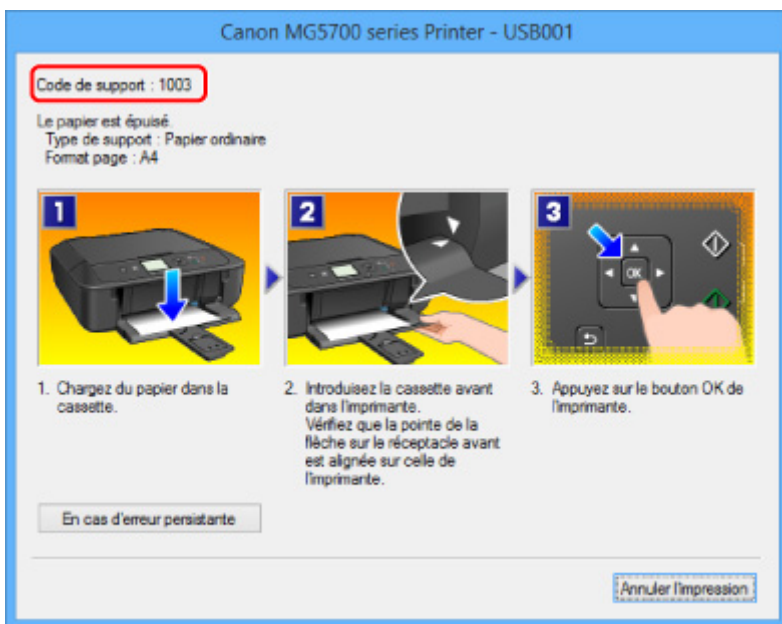 Canon MG5700 series Printer - USB001
Code de support : 1003
Le papier est épuisé.
Type de support : Papier ordinaire
Format page : A4
1
2
3
OK
1. Chargez du papier dans la
cassette.
2. Introduisez la cassette avant
dans l'imprimante.
Vérifiez que la pointe de la
flèche sur le réceptacle avant
est alignée sur celle de
l'imprimante.
3. Appuyez sur le bouton OK de
l'imprimante.
En cas d'erreur persistante
Annuler l'impression